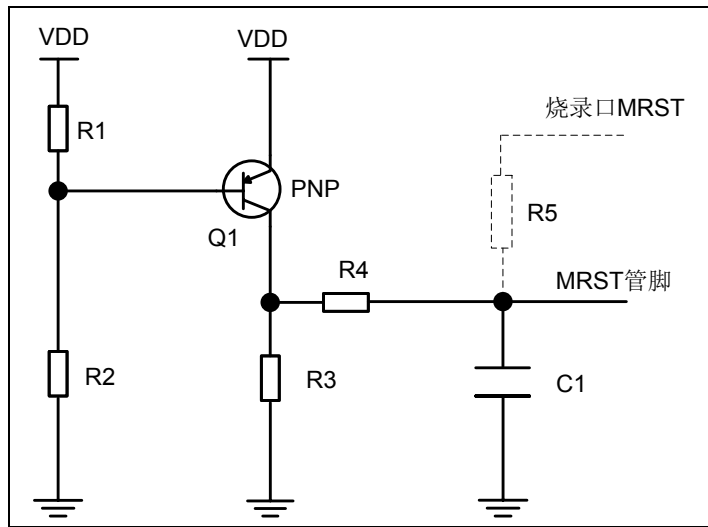 VDD
VDD
R1
烧录口MRST
PNP
R5
Q1
R4
MRST管脚
R2
R3
C1